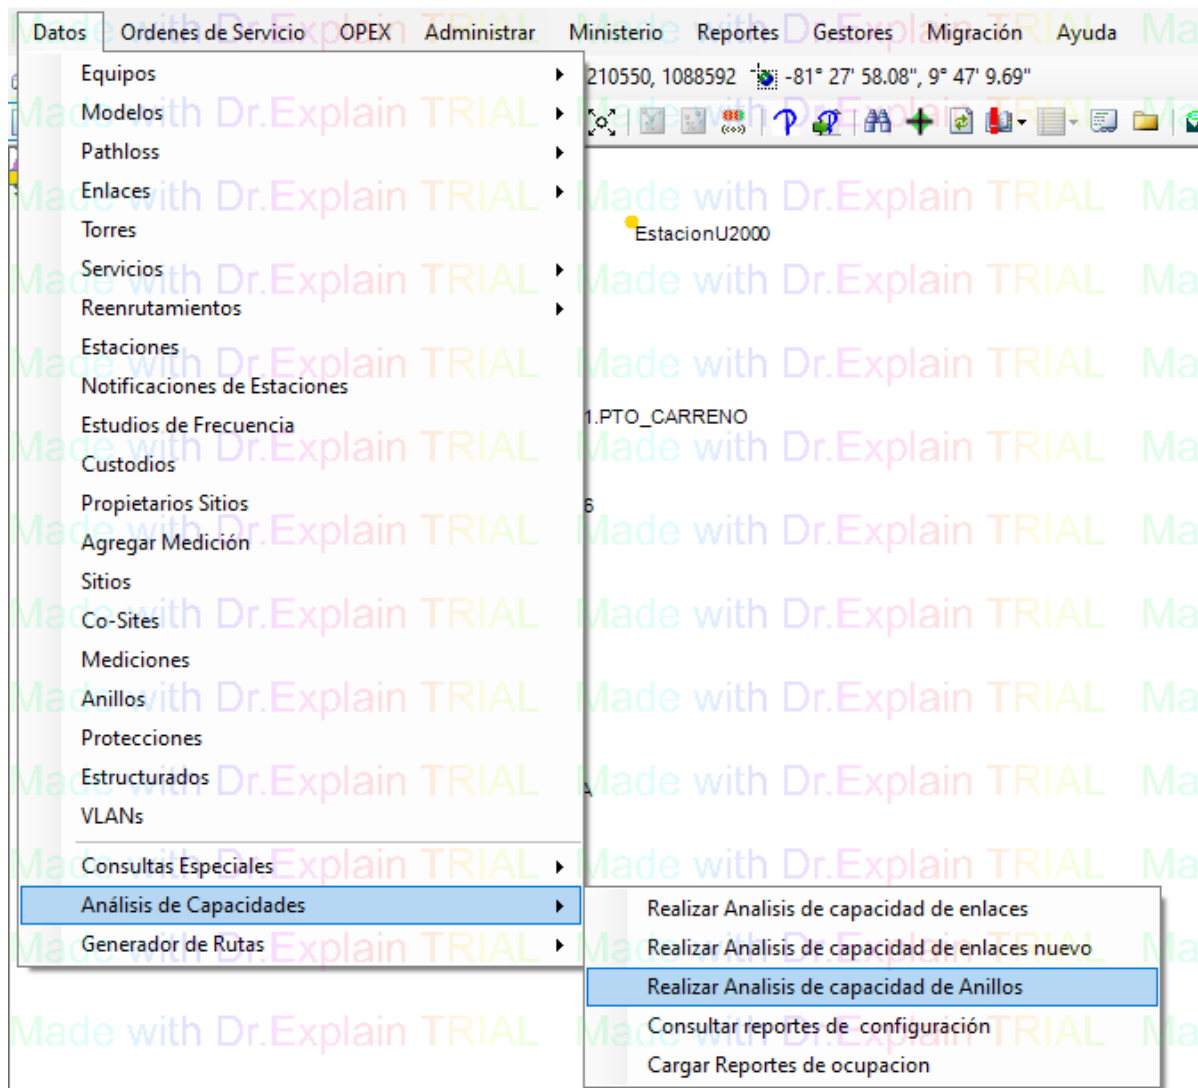 Datos Ordenes de Servicio OPEX Administrar Ministerio Reportes Gestores Migración Ayuda
210550, 1088592 -81° 27' 58.08", 9° 47' 9.69"
Equipos
Modelos
Pathloss
Enlaces
Torres
Servicios
Reenrutamientos
Estaciones
Notificaciones de Estaciones
Estudios de Frecuencia
Custodios
Propietarios Sitios
Agregar Medición
Sitios
Co-Sites
Mediciones
Anillos
Protecciones
Estructurados
VLANs
Consultas Especiales
Análisis de Capacidades
Generador de Rutas
Realizar Analisis de capacidad de enlaces
Realizar Analisis de capacidad de enlaces nuevo
Realizar Analisis de capacidad de Anillos
Consultar reportes de configuración
Cargar Reportes de ocupacion
EstacionU2000
1.PTO_CARRENO
6
Made with Dr.Explain TRIAL